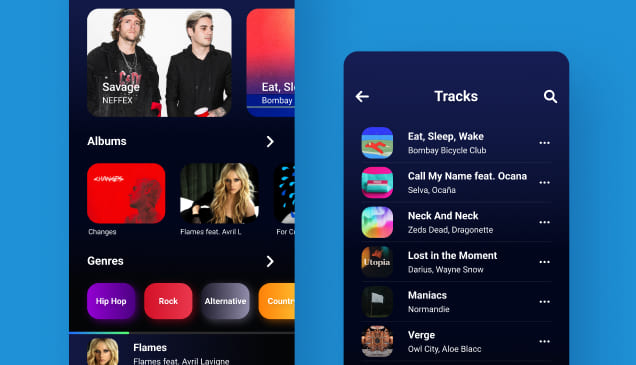 Savage
NEFFEX
Eat, Sl
Bombay
Albums
CHANGES
Changes
Flames feat. Avril L
For C
Genres
Hip Hop
Rock
Alternative
Country
Flames
Flames feat. Avril Lavigne
Tracks
Eat, Sleep, Wake
Bombay Bicycle Club
Call My Name feat. Ocana
Selva, Ocaña
Neck And Neck
Zeds Dead, Dragonette
Utopia
Lost in the Moment
Darius, Wayne Snow
Maniacs
Normandie
Verge
Owl City, Aloe Blacc